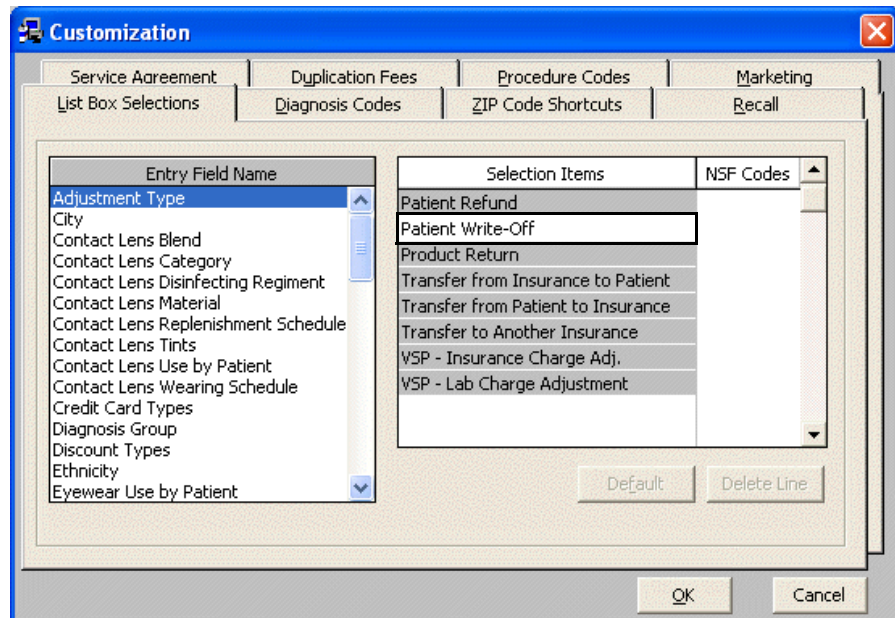 Customization
Service Agreement Duplication Fees Procedure Codes Marketing
List Box Selections Diagnosis Codes ZIP Code Shortcuts Recall
Entry Field Name
Adjustment Type
City
Contact Lens Blend
Contact Lens Category
Contact Lens Disinfecting Regiment
Contact Lens Material
Contact Lens Replenishment Schedule
Contact Lens Tints
Contact Lens Use by Patient
Contact Lens Wearing Schedule
Credit Card Types
Diagnosis Group
Discount Types
Ethnicity
Eyewear Use by Patient
Selection Items NSF Codes
Patient Refund
Patient Write-Off
Product Return
Transfer from Insurance to Patient
Transfer from Patient to Insurance
Transfer to Another Insurance
VSP - Insurance Charge Adj.
VSP - Lab Charge Adjustment
Default Delete Line
OK Cancel